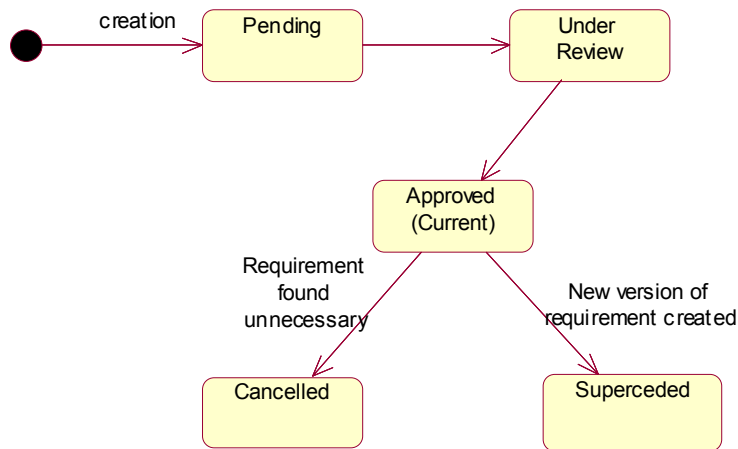 creation
Pending
Under
Review
Approved
(Current)
Requirement
found
unnecessary
New version of
requirement created
Cancelled
Superceded